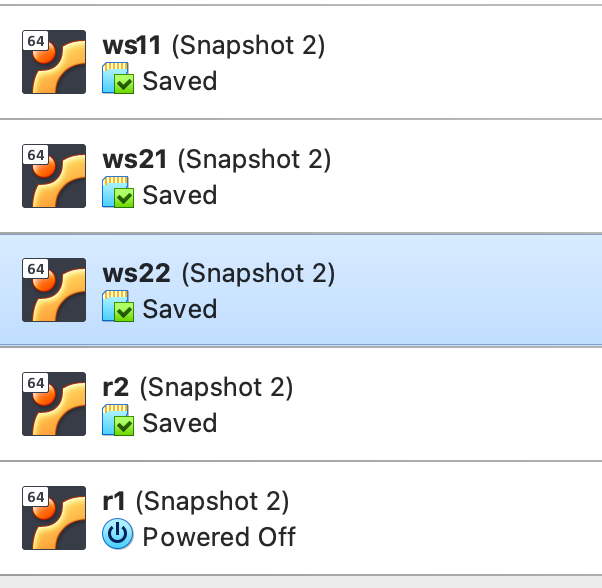 64
ws11 (Snapshot 2)
Saved
64
ws21 (Snapshot 2)
Saved
64
ws22 (Snapshot 2)
Saved
64
r2 (Snapshot 2)
Saved
64
r1 (Snapshot 2)
Powered Off